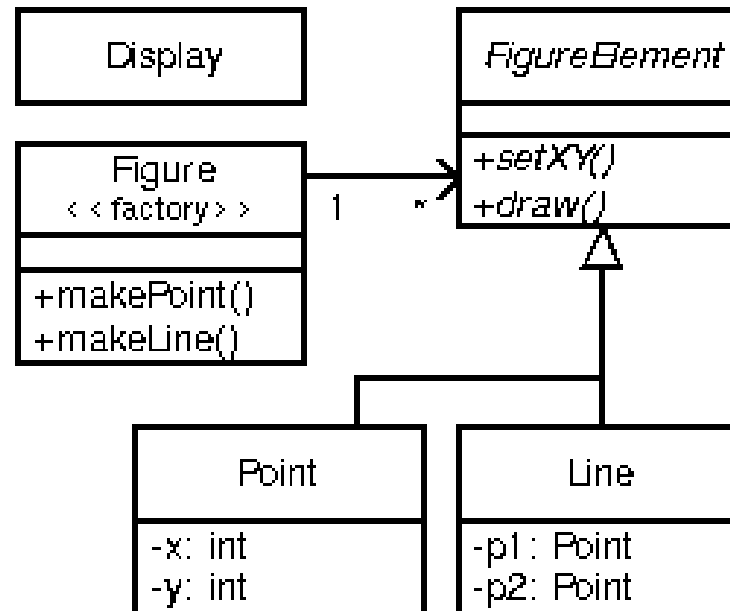 Display
FigureElement
+setXY()
+draw()
Figure
<<factory>>
1
*
+makePoint()
+makeLine()
Point
-x: int
-y: int
Line
-p1: Point
-p2: Point